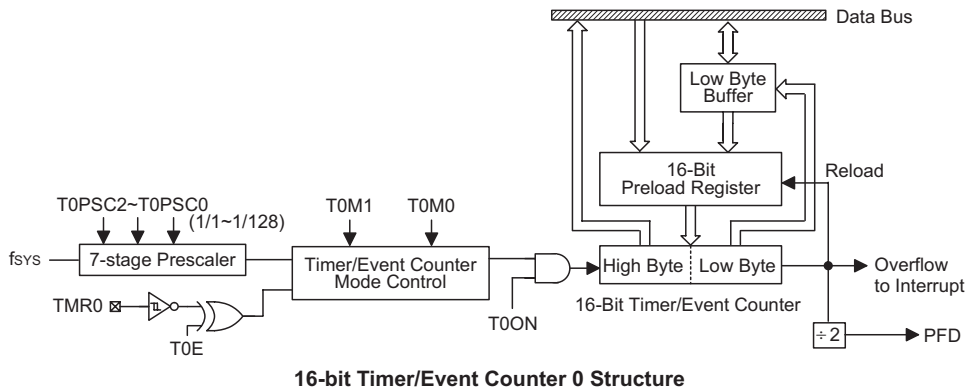 Data Bus
Low Byte
Buffer
16-Bit
Preload Register
Reload
T0PSC2~T0PSC0
(1/1~1/128)
T0M1
T0M0
fSYS
7-stage Prescaler
Timer/Event Counter
Mode Control
High Byte
Low Byte
Overflow
to Interrupt
16-Bit Timer/Event Counter
TMR0
T0E
T0ON
÷2
PFD
16-bit Timer/Event Counter 0 Structure